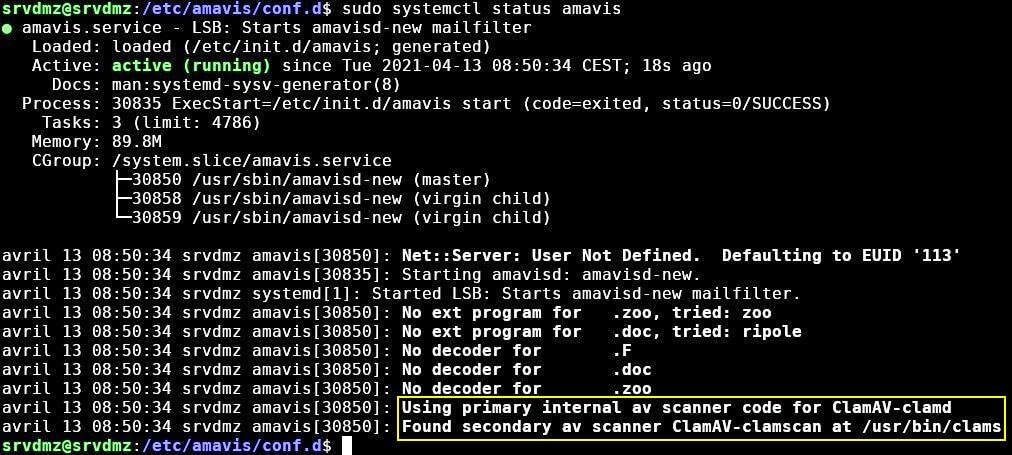 srvdmz@srvdmz:/etc/amavis/conf.d$ sudo systemctl status amavis
● amavis.service - LSB: Starts amavisd-new mailfilter
   Loaded: loaded (/etc/init.d/amavis; generated)
   Active: active (running) since Tue 2021-04-13 08:50:34 CEST; 18s ago
     Docs: man:systemd-sysv-generator(8)
  Process: 30835 ExecStart=/etc/init.d/amavis start (code=exited, status=0/SUCCESS)
    Tasks: 3 (limit: 4786)
   Memory: 89.8M
   CGroup: /system.slice/amavis.service
           ├─30850 /usr/sbin/amavisd-new (master)
           ├─30858 /usr/sbin/amavisd-new (virgin child)
           └─30859 /usr/sbin/amavisd-new (virgin child)
avril 13 08:50:34 srvdmz amavis[30850]: Net::Server: User Not Defined.  Defaulting to EUID '113'
avril 13 08:50:34 srvdmz amavis[30835]: Starting amavisd: amavisd-new.
avril 13 08:50:34 srvdmz systemd[1]: Started LSB: Starts amavisd-new mailfilter.
avril 13 08:50:34 srvdmz amavis[30850]: No ext program for   .zoo, tried: zoo
avril 13 08:50:34 srvdmz amavis[30850]: No ext program for   .doc, tried: ripole
avril 13 08:50:34 srvdmz amavis[30850]: No decoder for       .F
avril 13 08:50:34 srvdmz amavis[30850]: No decoder for       .doc
avril 13 08:50:34 srvdmz amavis[30850]: No decoder for       .zoo
avril 13 08:50:34 srvdmz amavis[30850]: Using primary internal av scanner code for ClamAV-clamd
avril 13 08:50:34 srvdmz amavis[30850]: Found secondary av scanner ClamAV-clamscan at /usr/bin/clams
srvdmz@srvdmz:/etc/amavis/conf.d$